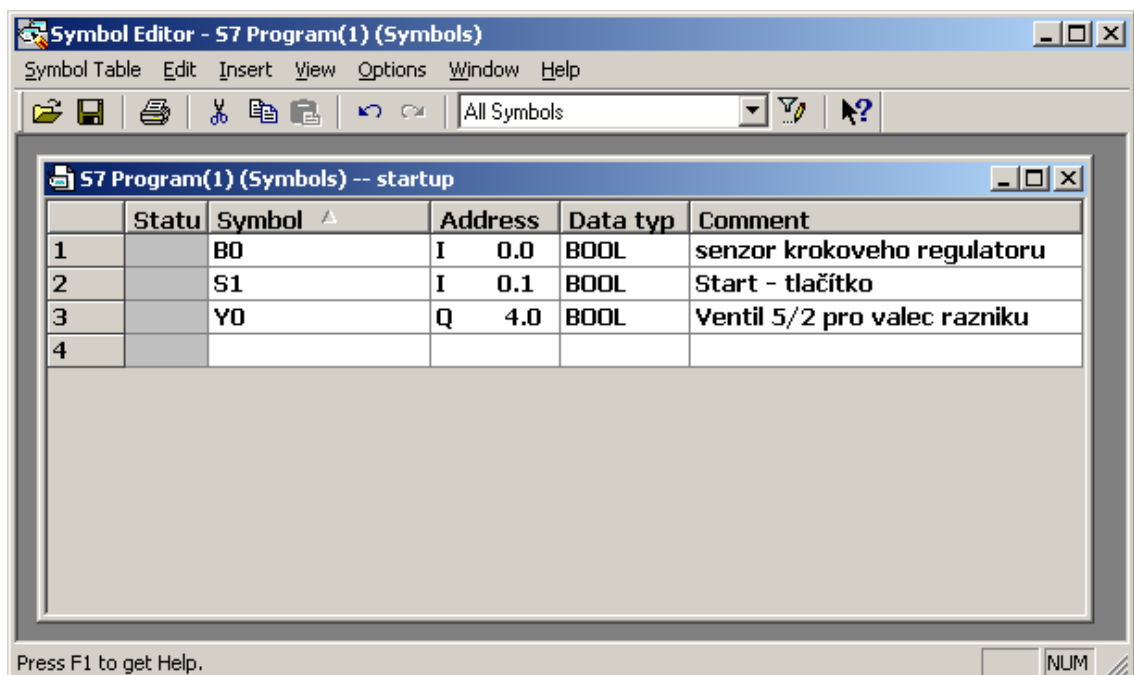 Symbol Editor - S7 Program(1) (Symbols)
Symbol Table Edit Insert View Options Window Help
All Symbols
S7 Program(1) (Symbols) -- startup
Statu Symbol Address Data typ Comment
1 B0 I 0.0 BOOL senzor krokoveho regulatoru
2 S1 I 0.1 BOOL Start - tlačítko
3 Y0 Q 4.0 BOOL Ventil 5/2 pro valec razniku
4
Press F1 to get Help. NUM